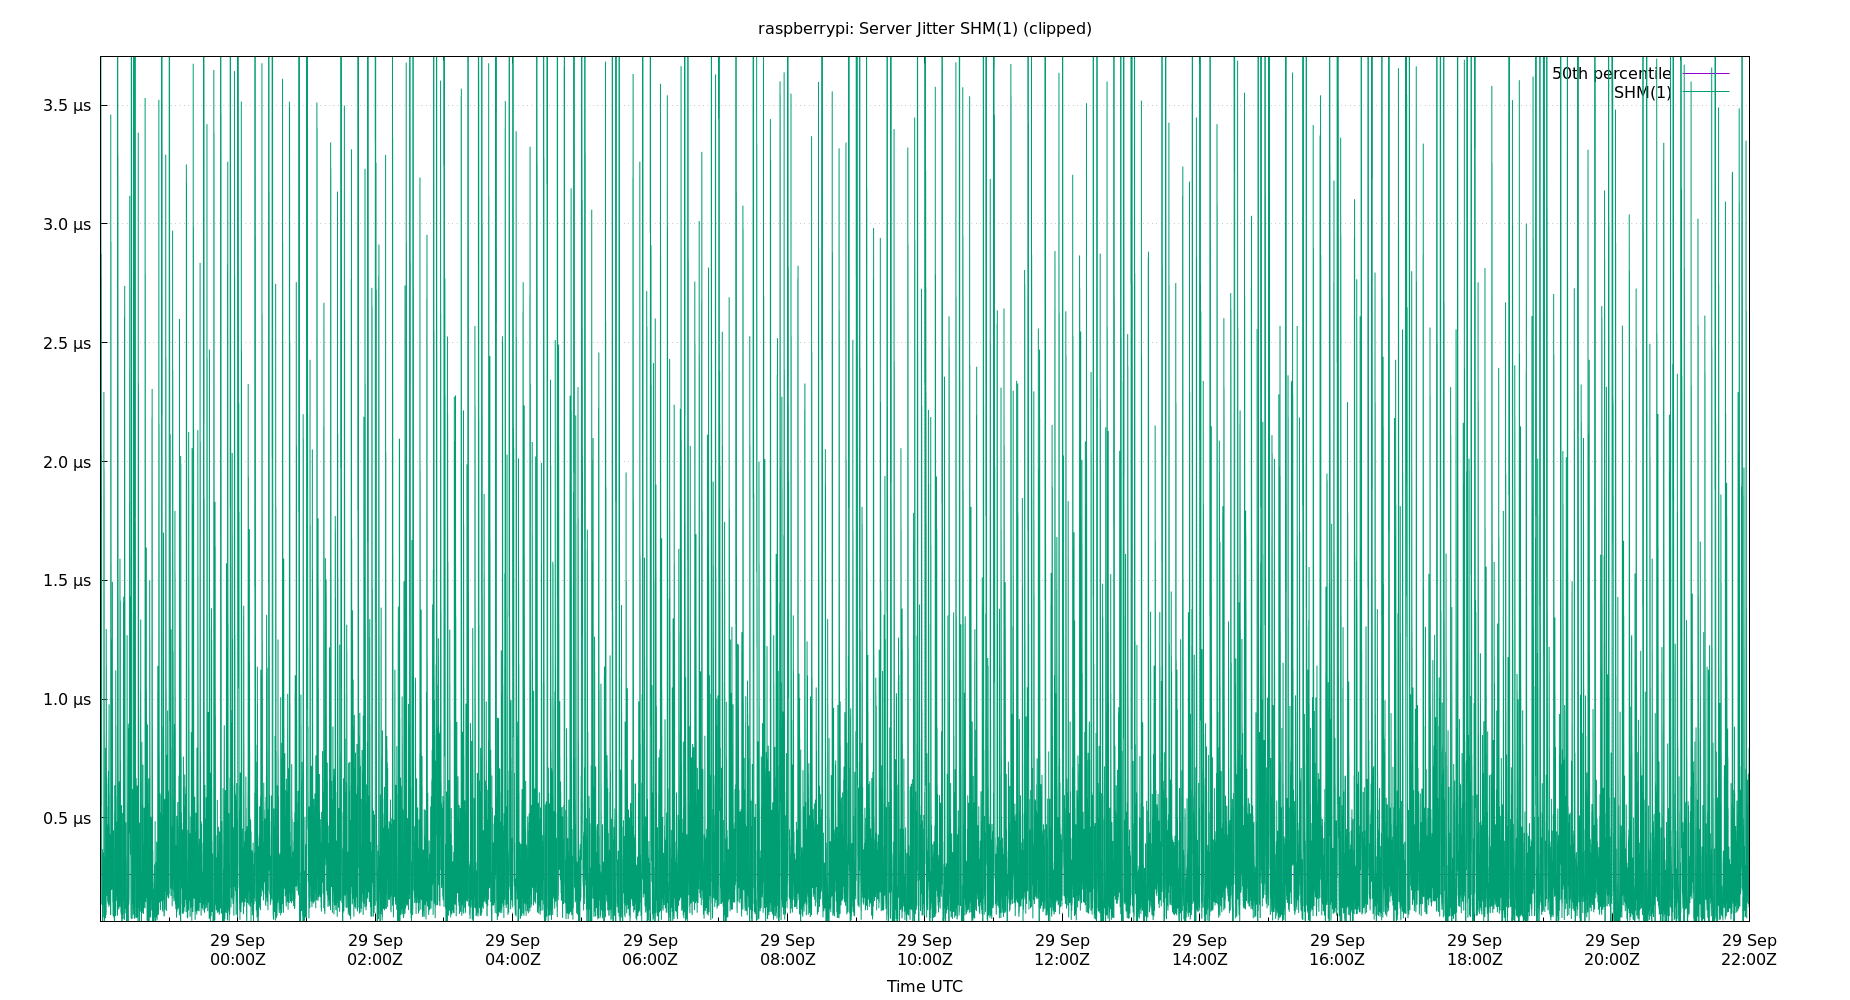 raspberrypi: Server Jitter SHM(1) (clipped)
50th percentile
SHM(1)
3.5 µs
3.0 µs
2.5 µs
2.0 µs
1.5 µs
1.0 µs
0.5 µs
29 Sep 29 Sep 29 Sep 29 Sep 29 Sep 29 Sep 29 Sep 29 Sep 29 Sep 29 Sep 29 Sep 29 Sep
00:00Z 02:00Z 04:00Z 06:00Z 08:00Z 10:00Z 12:00Z 14:00Z 16:00Z 18:00Z 20:00Z 22:00Z
Time UTC